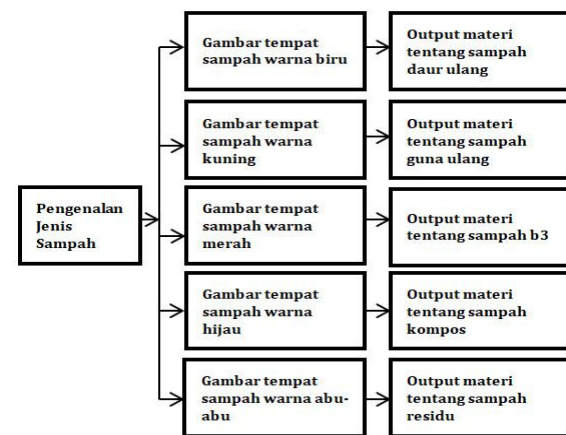 Pengenalan
Jenis
Sampah
Gambar tempat
sampah warna biru
Output materi
tentang sampah
daur ulang
Gambar tempat
sampah warna
kuning
Output materi
tentang sampah
guna ulang
Gambar tempat
sampah warna
merah
Output materi
tentang sampah b3
Gambar tempat
sampah warna
hijau
Output materi
tentang sampah
kompos
Gambar tempat
sampah warna abu-
abu
Output materi
tentang sampah
residu